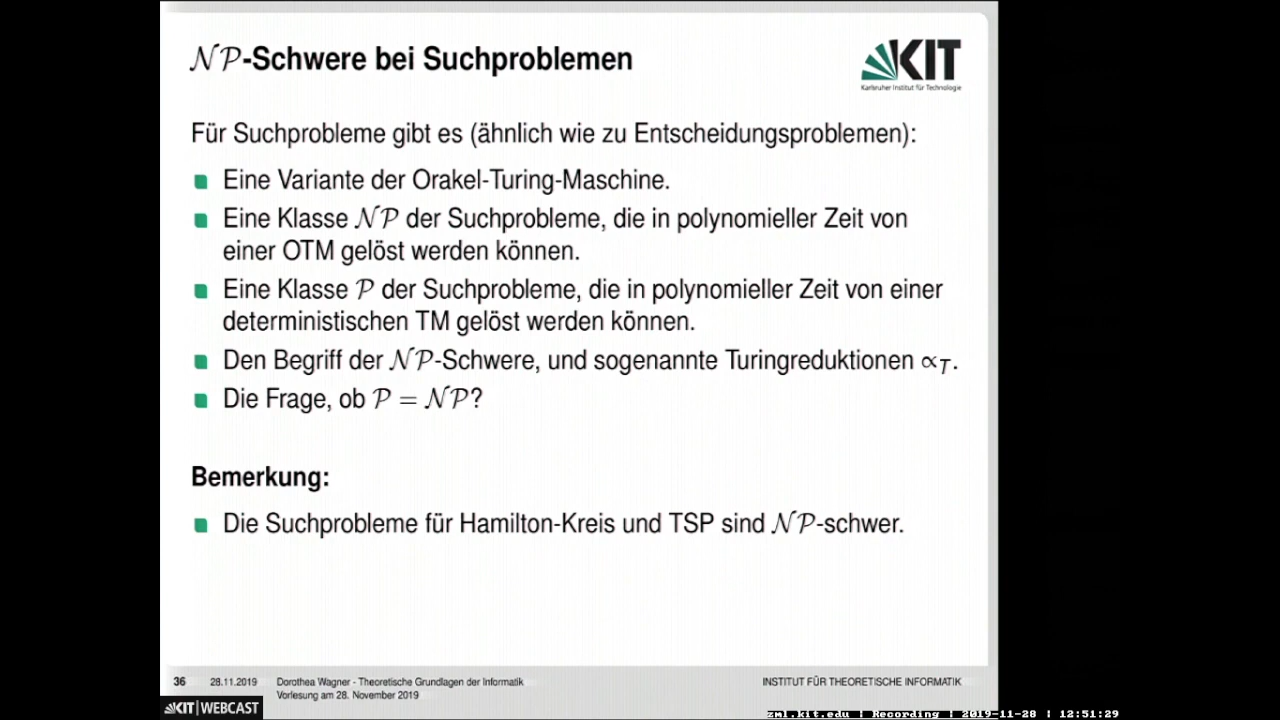 𝒩𝒫-Schwere bei Suchproblemen
KIT
Karlsruher Institut für Technologie
Für Suchprobleme gibt es (ähnlich wie zu Entscheidungsproblemen):
Eine Variante der Orakel-Turing-Maschine.
Eine Klasse 𝒩𝒫 der Suchprobleme, die in polynomieller Zeit von
einer OTM gelöst werden können.
Eine Klasse 𝒫 der Suchprobleme, die in polynomieller Zeit von einer
deterministischen TM gelöst werden können.
Den Begriff der 𝒩𝒫-Schwere, und sogenannte Turingreduktionen ∝T.
Die Frage, ob 𝒫 = 𝒩𝒫?
Bemerkung:
Die Suchprobleme für Hamilton-Kreis und TSP sind 𝒩𝒫-schwer.
36 28.11.2019 Dorothea Wagner - Theoretische Grundlagen der Informatik INSTITUT FÜR THEORETISCHE INFORMATIK
Vorlesung am 28. November 2019
KIT | WEBCAST
zml.kit.edu | Recording | 2019-11-28 | 12:51:29